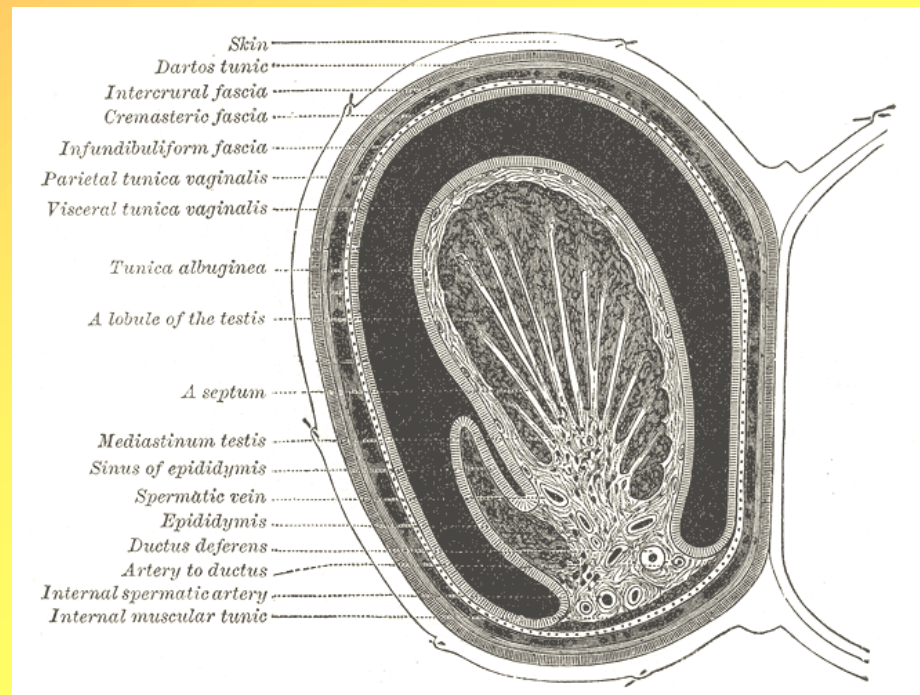 Skin
Dartos tunic
Intercrural fascia
Cremasteric fascia
Infundibuliform fascia
Parietal tunica vaginalis
Visceral tunica vaginalis
Tunica albuginea
A lobule of the testis
A septum
Mediastinum testis
Sinus of epididymis
Spermatic vein
Epididymis
Ductus deferens
Artery to ductus
Internal spermatic artery
Internal muscular tunic